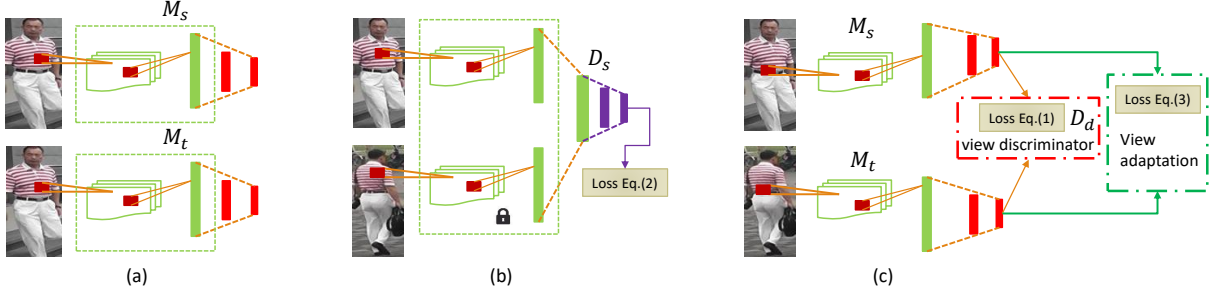 M_s
M_t
(a)
D_s
Loss Eq.(2)
(b)
M_s
M_t
Loss Eq.(1) D_d
view discriminator
Loss Eq.(3)
View
adaptation
(c)